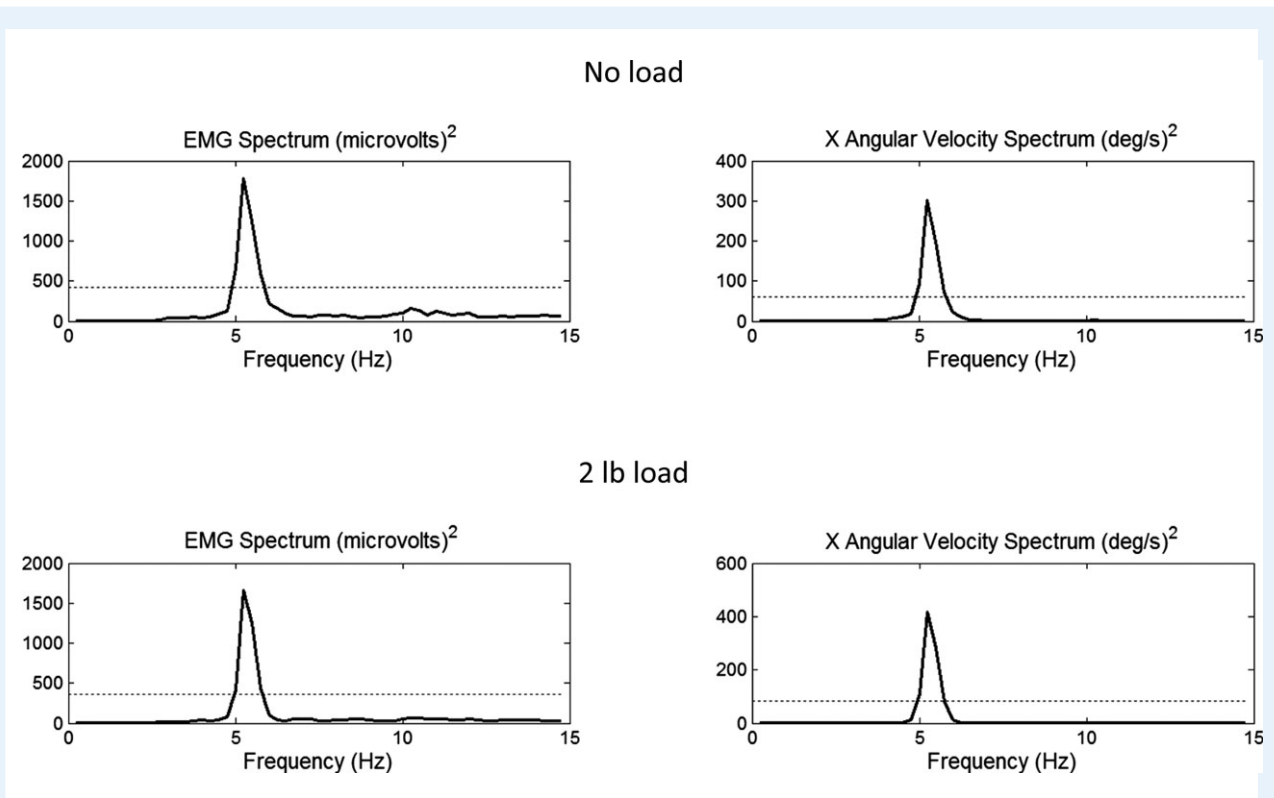 No load
EMG Spectrum (microvolts)2
2000
1500
1000
500
0
0 5 10 15
Frequency (Hz)
X Angular Velocity Spectrum (deg/s)2
400
300
200
100
0
0 5 10 15
Frequency (Hz)
2 lb load
EMG Spectrum (microvolts)2
2000
1500
1000
500
0
0 5 10 15
Frequency (Hz)
X Angular Velocity Spectrum (deg/s)2
600
400
200
0
0 5 10 15
Frequency (Hz)